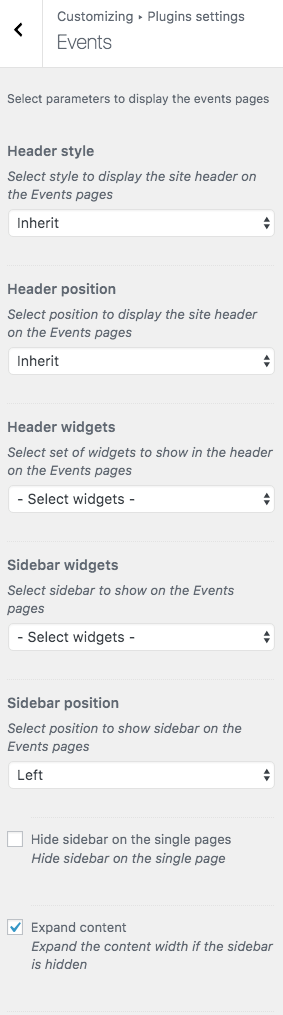 Customizing ▸ Plugins settings
Events
Select parameters to display the events pages
Header style
Select style to display the site header on
the Events pages
Inherit
Header position
Select position to display the site header
on the Events pages
Inherit
Header widgets
Select set of widgets to show in the header
on the Events pages
- Select widgets -
Sidebar widgets
Select sidebar to show on the Events
pages
- Select widgets -
Sidebar position
Select position to show sidebar on the
Events pages
Left
Hide sidebar on the single pages
Hide sidebar on the single page
Expand content
Expand the content width if the sidebar
is hidden